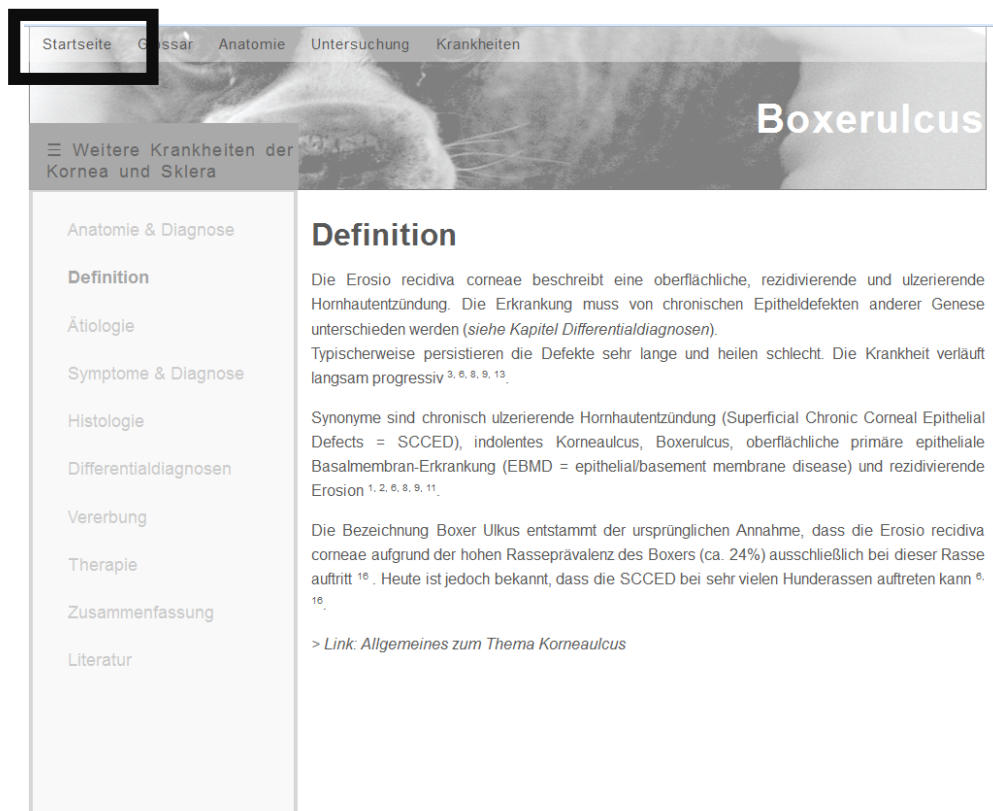 Startseite Glossar Anatomie Untersuchung Krankheiten
Boxerulcus
☰ Weitere Krankheiten der
Kornea und Sklera
Anatomie & Diagnose
Definition
Ätiologie
Symptome & Diagnose
Histologie
Differentialdiagnosen
Vererbung
Therapie
Zusammenfassung
Literatur
Definition
Die Erosio recidiva corneae beschreibt eine oberflächliche, rezidivierende und ulzerierende
Hornhautentzündung. Die Erkrankung muss von chronischen Epitheldefekten anderer Genese
unterschieden werden (siehe Kapitel Differentialdiagnosen).
Typischerweise persistieren die Defekte sehr lange und heilen schlecht. Die Krankheit verläuft
langsam progressiv 3, 6, 8, 9, 13.
Synonyme sind chronisch ulzerierende Hornhautentzündung (Superficial Chronic Corneal Epithelial
Defects = SCCED), indolentes Korneaulcus, Boxerulcus, oberflächliche primäre epitheliale
Basalmembran-Erkrankung (EBMD = epithelial/basement membrane disease) und rezidivierende
Erosion 1, 2, 6, 8, 9, 11.
Die Bezeichnung Boxer Ulkus entstammt der ursprünglichen Annahme, dass die Erosio recidiva
corneae aufgrund der hohen Rasseprävalenz des Boxers (ca. 24%) ausschließlich bei dieser Rasse
auftritt 16 . Heute ist jedoch bekannt, dass die SCCED bei sehr vielen Hunderassen auftreten kann 6,
16.
> Link: Allgemeines zum Thema Korneaulcus